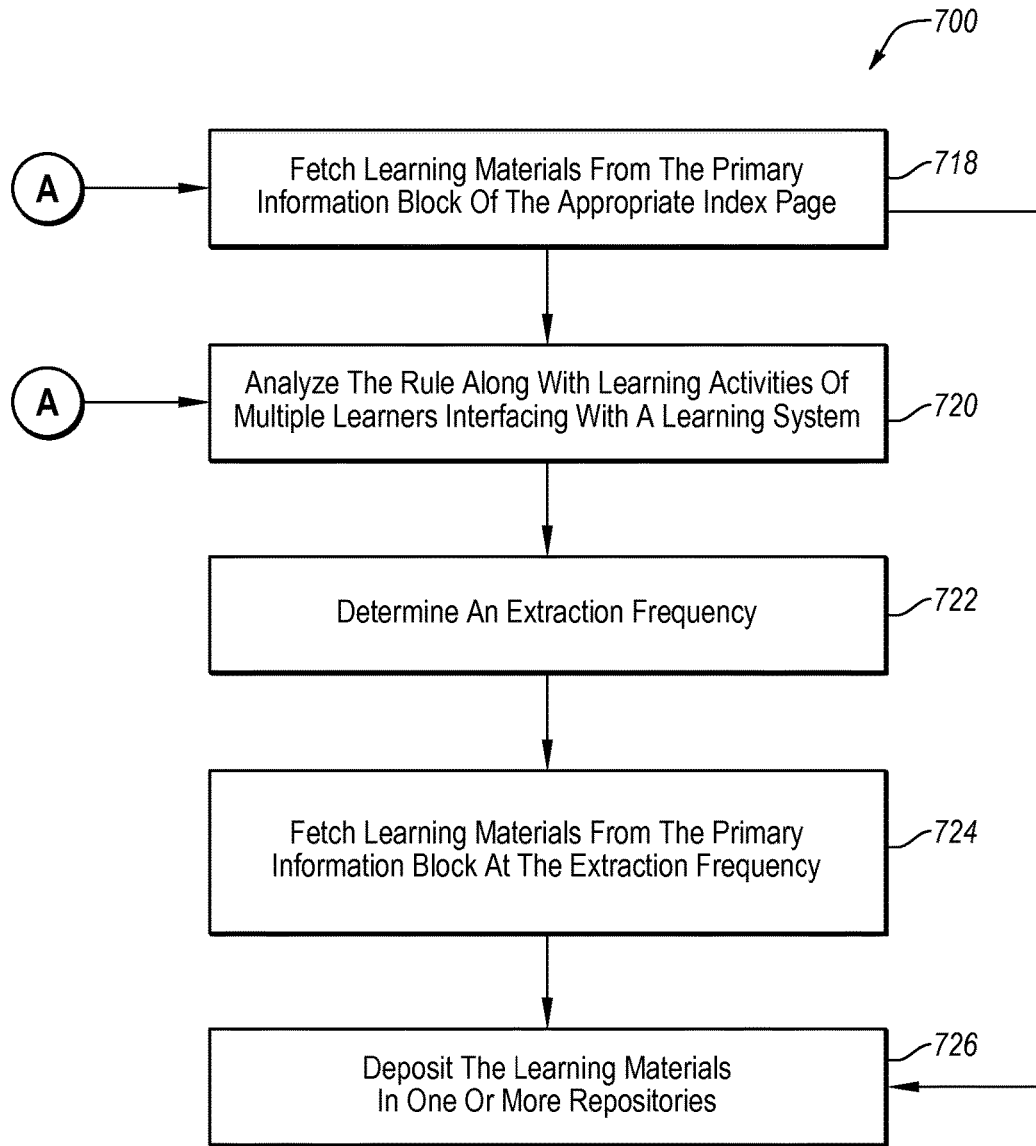 700
A
Fetch Learning Materials From The Primary
Information Block Of The Appropriate Index Page
718
A
Analyze The Rule Along With Learning Activities Of
Multiple Learners Interfacing With A Learning System
720
Determine An Extraction Frequency
722
Fetch Learning Materials From The Primary
Information Block At The Extraction Frequency
724
Deposit The Learning Materials
In One Or More Repositories
726